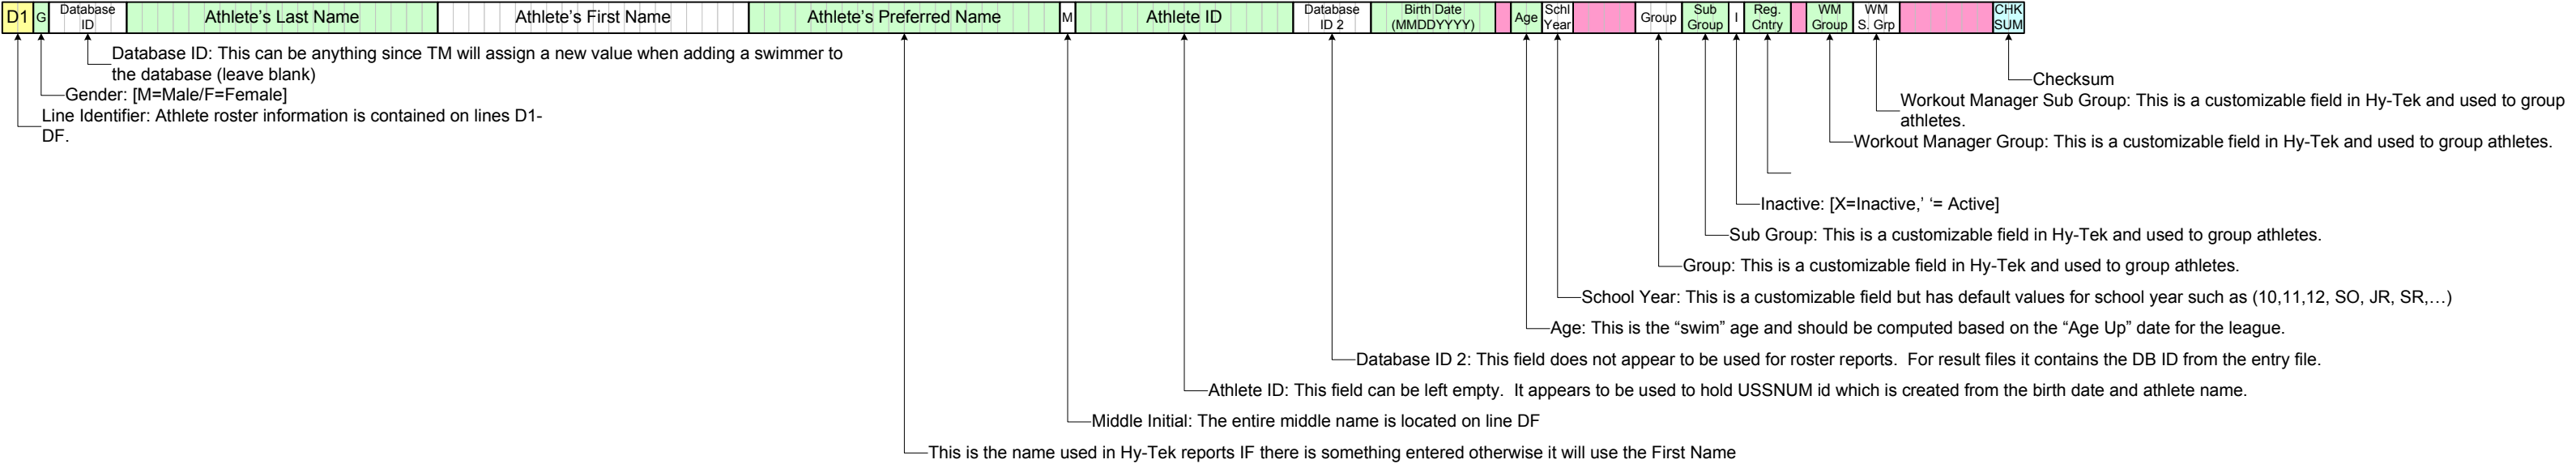 D1
G
Database
ID
Athlete's Last Name
Athlete's First Name
Athlete's Preferred Name
M
Athlete ID
Database
ID 2
Birth Date
(MMDDYYYY)
Age
Schl
Year
Group
Sub
Group
I
Reg.
Cntry
WM
Group
WM
S. Grp
CHK
SUM
Database ID: This can be anything since TM will assign a new value when adding a swimmer to
the database (leave blank)
Gender: [M=Male/F=Female]
Line Identifier: Athlete roster information is contained on lines D1-
DF.
Checksum
Workout Manager Sub Group: This is a customizable field in Hy-Tek and used to group
athletes.
Workout Manager Group: This is a customizable field in Hy-Tek and used to group athletes.
Inactive: [X=Inactive,’ ‘= Active]
Sub Group: This is a customizable field in Hy-Tek and used to group athletes.
Group: This is a customizable field in Hy-Tek and used to group athletes.
School Year: This is a customizable field but has default values for school year such as (10,11,12, SO, JR, SR,…)
Age: This is the “swim” age and should be computed based on the “Age Up” date for the league.
Database ID 2: This field does not appear to be used for roster reports.  For result files it contains the DB ID from the entry file.
Athlete ID: This field can be left empty.  It appears to be used to hold USSNUM id which is created from the birth date and athlete name.
Middle Initial: The entire middle name is located on line DF
This is the name used in Hy-Tek reports IF there is something entered otherwise it will use the First Name